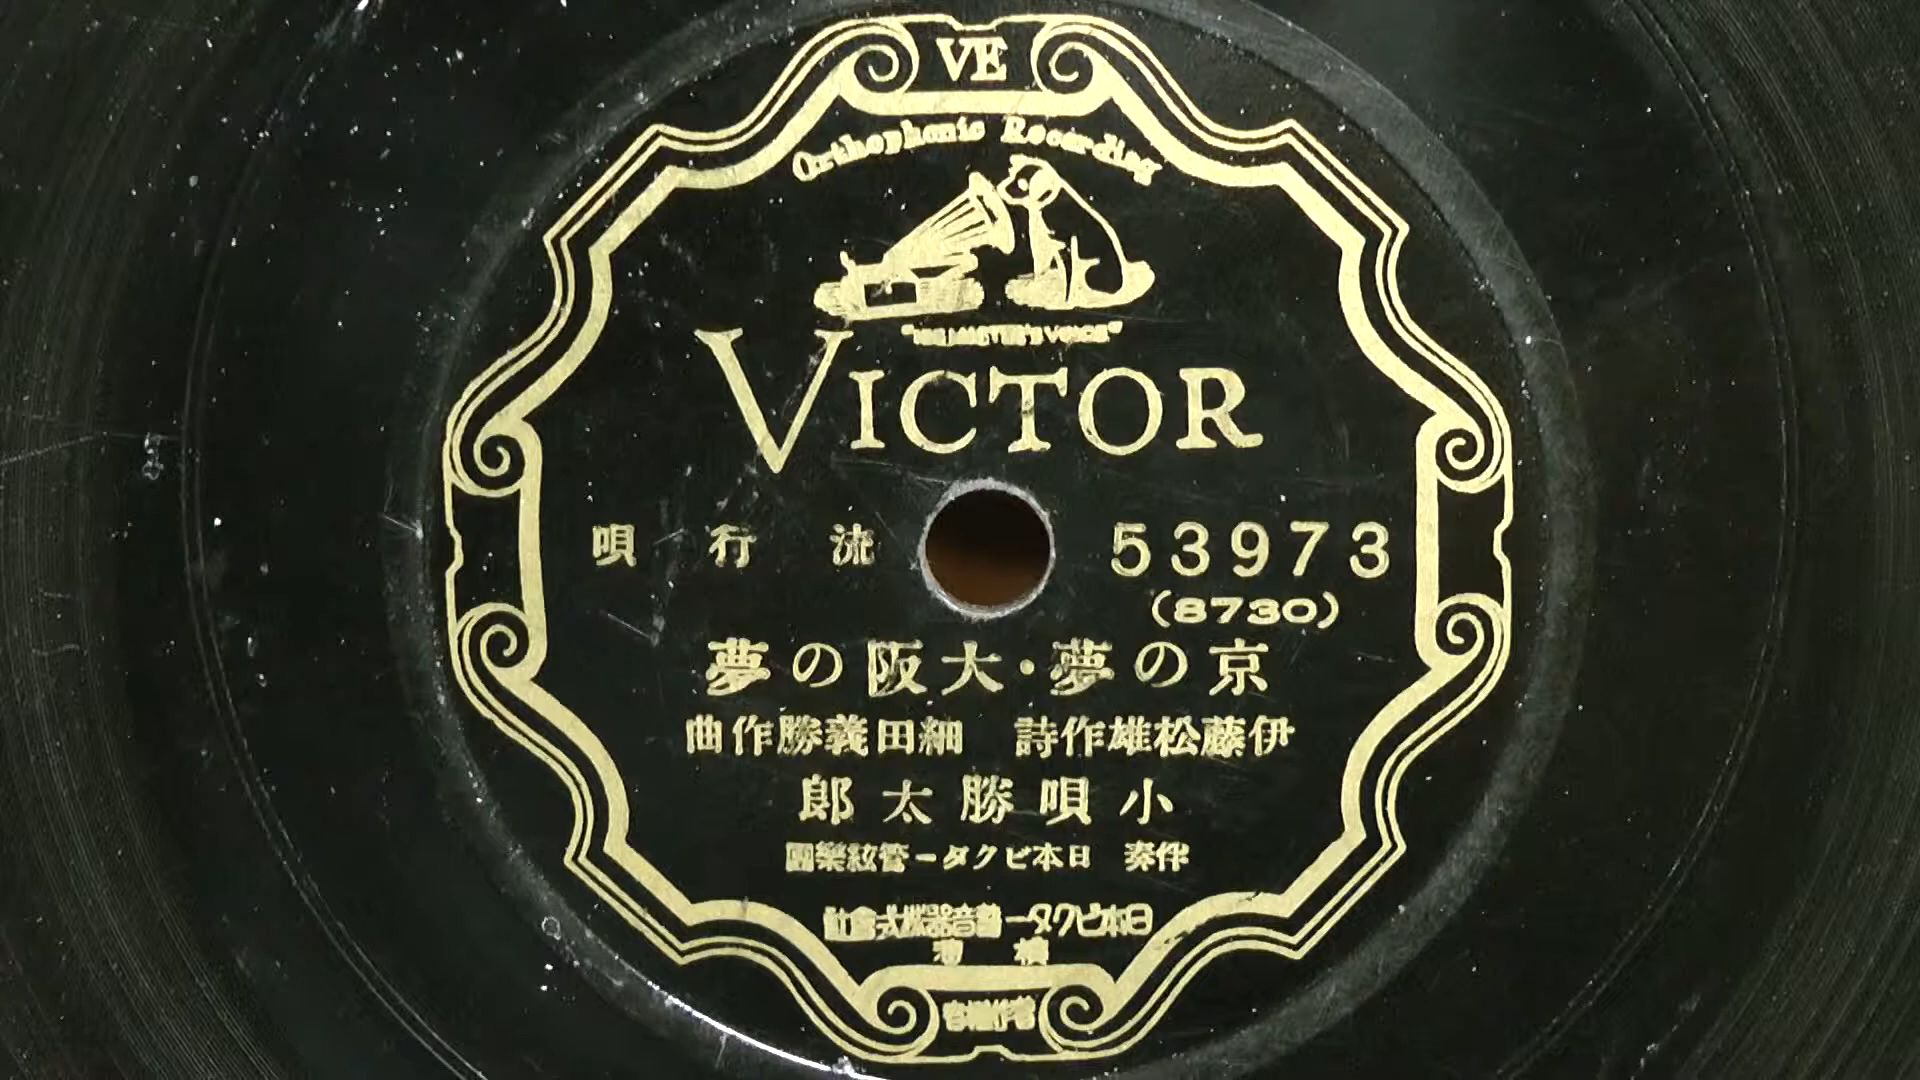 VE
Orthophonic Recording
"HIS MASTER'S VOICE"
VICTOR
流行唄
53973
(8730)
京の夢・大阪の夢
伊藤松雄作詩 細田義勝作曲
小唄勝太郎
伴奏 日本ビクター管絃樂團
日本ビクター蓄音器株式會社
橫濱